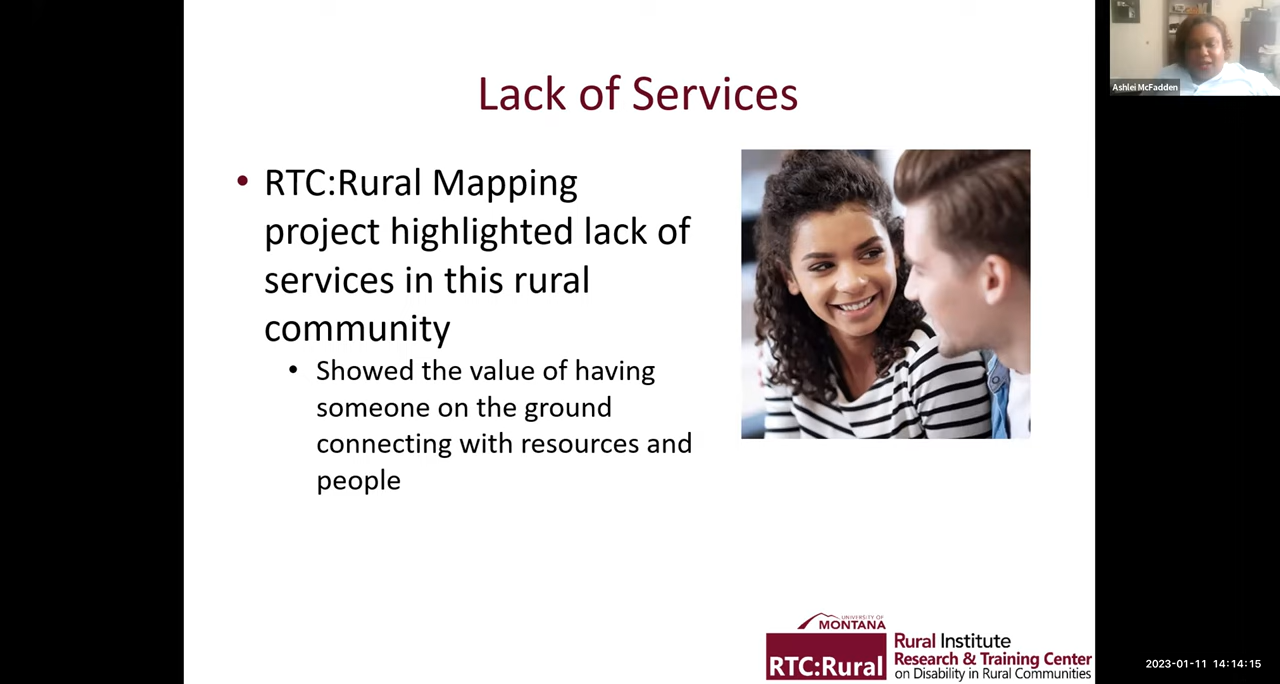 Lack of Services
• RTC:Rural Mapping
project highlighted lack of
services in this rural
community
• Showed the value of having
someone on the ground
connecting with resources and
people
Ashlei McFadden
UNIVERSITY OF
MONTANA
RTC:Rural
Rural Institute
Research & Training Center
on Disability in Rural Communities
2023-01-11 14:14:15